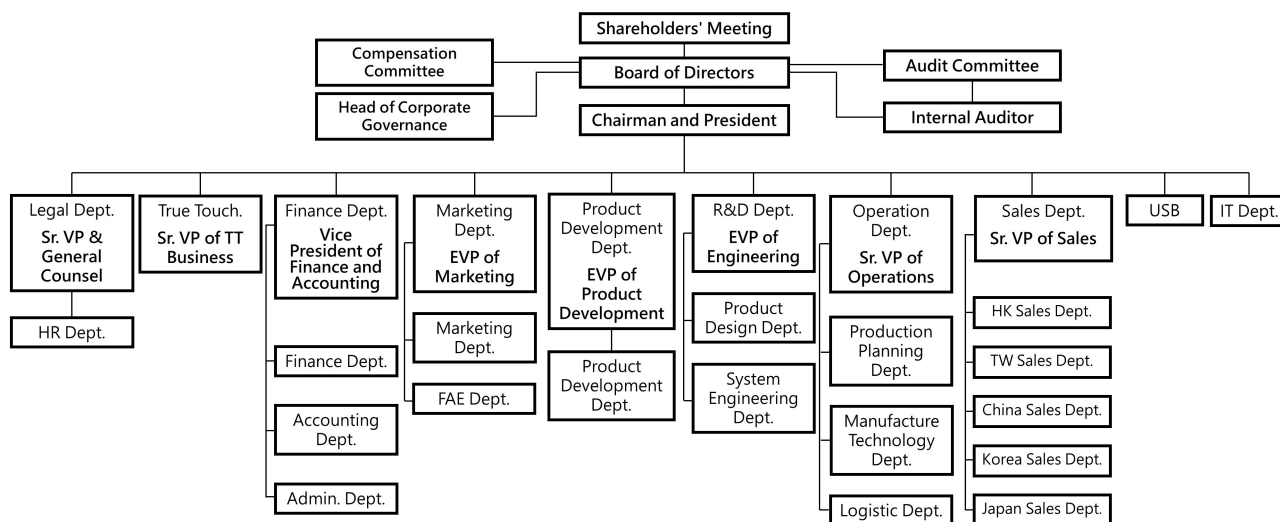 Shareholders' Meeting
Compensation
Committee
Board of Directors
Audit Committee
Head of Corporate
Governance
Chairman and President
Internal Auditor
Legal Dept.
Sr. VP &
General
Counsel
HR Dept.
True Touch.
Sr. VP of TT
Business
Finance Dept.
Vice
President of
Finance and
Accounting
Finance Dept.
Accounting
Dept.
Admin. Dept.
Marketing
Dept.
EVP of
Marketing
Marketing
Dept.
FAE Dept.
Product
Development
Dept.
EVP of
Product
Development
Product
Development
Dept.
R&D Dept.
EVP of
Engineering
Product
Design Dept.
System
Engineering
Dept.
Operation
Dept.
Sr. VP of
Operations
Production
Planning
Dept.
Manufacture
Technology
Dept.
Logistic Dept.
Sales Dept.
Sr. VP of Sales
HK Sales Dept.
TW Sales Dept.
China Sales Dept.
Korea Sales Dept.
Japan Sales Dept.
USB
IT Dept.